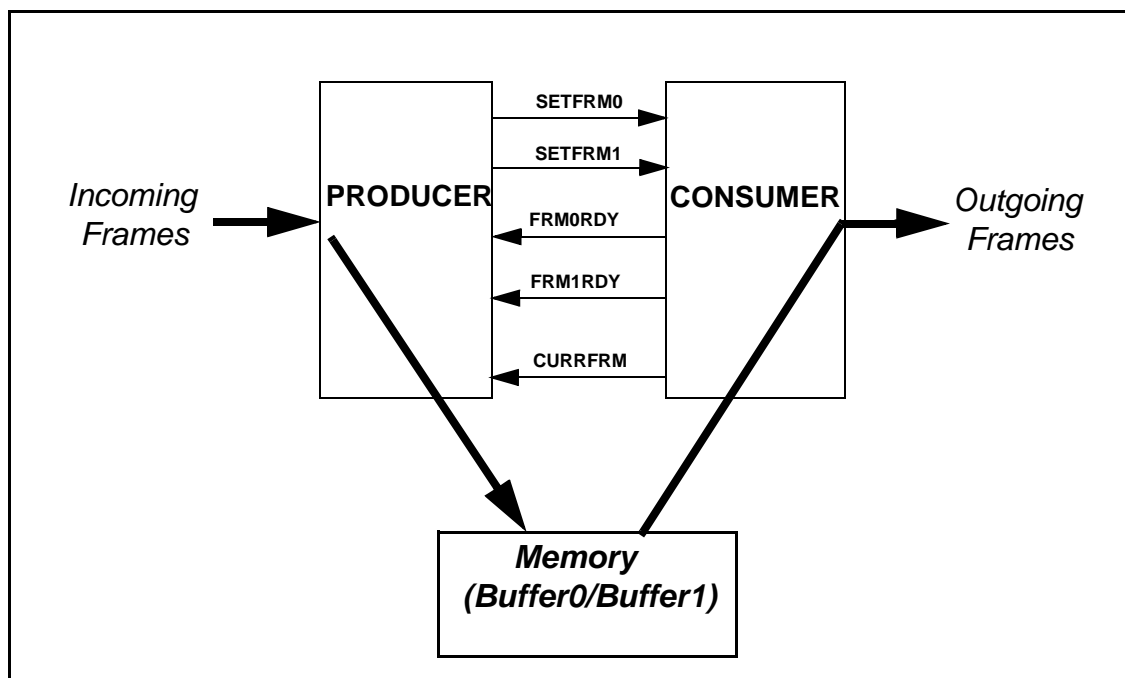 SETFRM0
SETFRM1
Incoming
Frames
PRODUCER
CONSUMER
Outgoing
Frames
FRM0RDY
FRM1RDY
CURRFRM
Memory
(Buffer0/Buffer1)